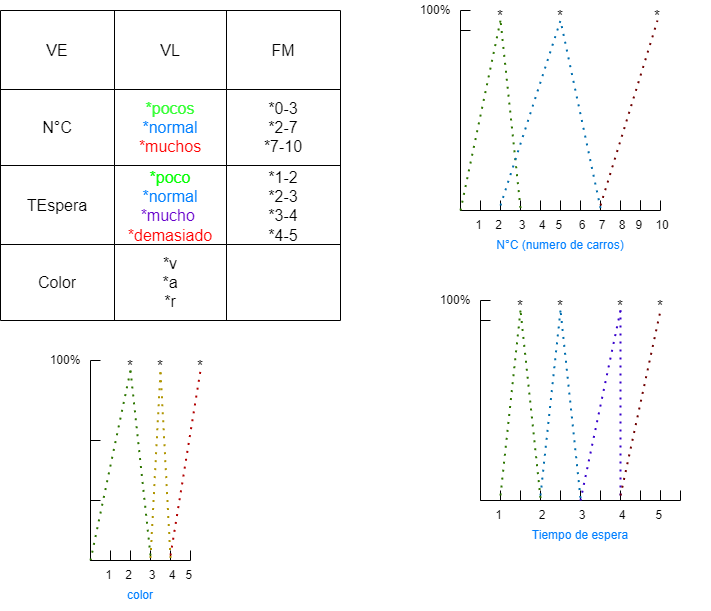 VE VL FM
N°C
*pocos *0-3
*normal *2-7
*muchos *7-10
TEspera
*poco *1-2
*normal *2-3
*mucho *3-4
*demasiado *4-5
Color
*v
*a
*r
100% * * *
1 2 3 4 5 6 7 8 9 10
N°C (numero de carros)
100% * * * *
1 2 3 4 5
Tiempo de espera
100% * * *
1 2 3 4 5
color